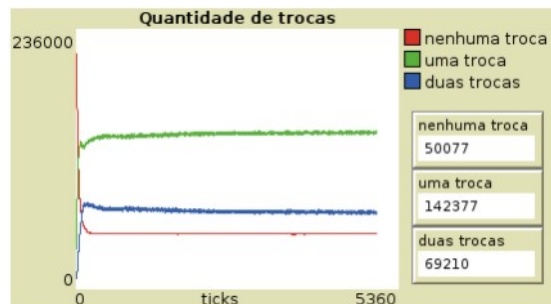 Quantidade de trocas
236000
nenhuma troca
uma troca
duas trocas
nenhuma troca
50077
uma troca
142377
duas trocas
69210
0
0 ticks 5360